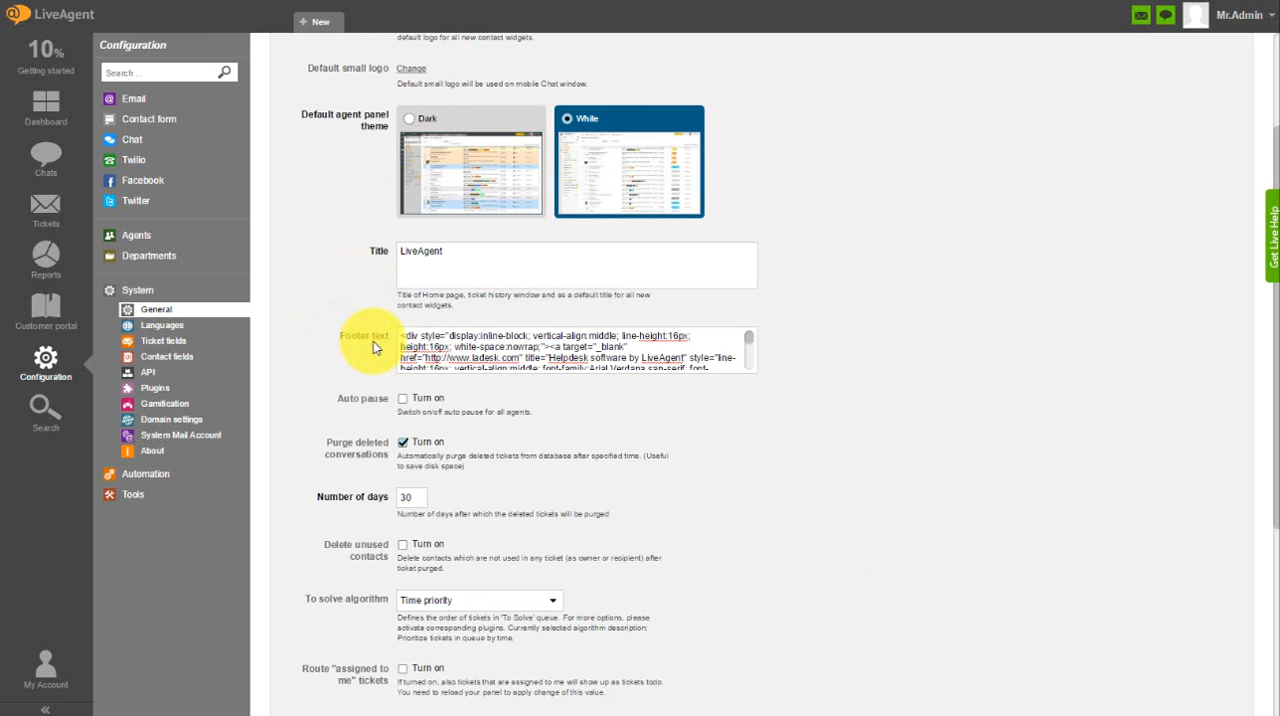 LiveAgent
+ New
Mr.Admin
10%
Getting started
Dashboard
Chats
Tickets
Reports
Customer portal
Configuration
Search
My Account
Configuration
Search ...
Email
Contact form
Chat
Twilio
Facebook
Twitter
Agents
Departments
System
General
Languages
Ticket fields
Contact fields
API
Plugins
Gamification
Domain settings
System Mail Account
About
Automation
Tools
default logo for all new contact widgets.
Default small logo Change
Default small logo will be used on mobile Chat window.
Default agent panel
theme
Dark
While
Title
LiveAgent
Title of Home page, ticket history window and as a default title for all new
contact widgets.
Footer text
<div style="display:inline-block; vertical-align:middle; line-height:16px;
height:16px; white-space:nowrap;"><a target="_blank"
href="http://www.ladesk.com" title="Helpdesk software by LiveAgent" style="line-
height:16px; vertical-align:middle; font-family:Arial,Verdana,san-serif; font-
Auto pause Turn on
Switch on/off auto pause for all agents.
Purge deleted
conversations
Turn on
Automatically purge deleted tickets from database after specified time. (Useful
to save disk space)
Number of days 30
Number of days after which the deleted tickets will be purged
Delete unused
contacts
Turn on
Delete contacts which are not used in any ticket (as owner or recipient) after
ticket purged.
To solve algorithm Time priority
Defines the order of tickets in 'To Solve' queue. For more options, please
activate corresponding plugins. Currently selected algorithm description:
Prioritize tickets in queue by time.
Route "assigned to
me" tickets
Turn on
If turned on, also tickets that are assigned to me will show up as tickets todo.
You need to reload your panel to apply change of this value.
Get Live Help